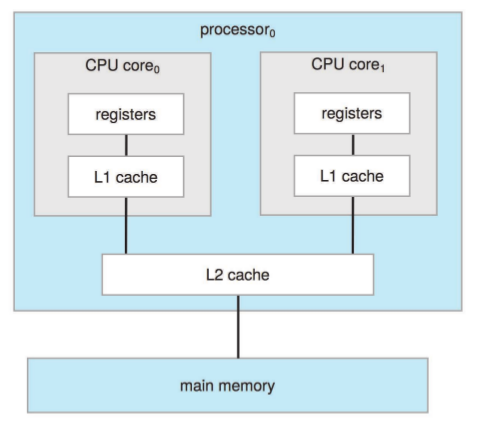 processor₀
CPU core₀
CPU core₁
registers
registers
L1 cache
L1 cache
L2 cache
main memory